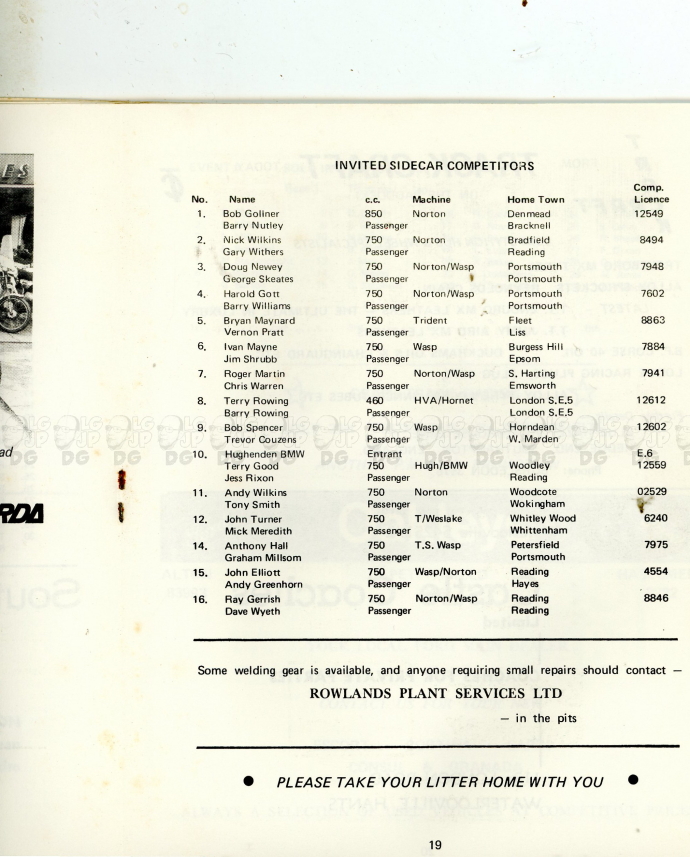 INVITED SIDECAR COMPETITORS
No. Name c.c. Machine Home Town Comp. Licence
1. Bob Gollner 850 Norton Denmead 12549
Barry Nutley Passenger Bracknell
2. Nick Wilkins 750 Norton Bradfield 8494
Gary Withers Passenger Reading
3. Doug Newey 750 Norton/Wasp Portsmouth 7948
George Skeates Passenger Portsmouth
4. Harold Gott 750 Norton/Wasp Portsmouth 7602
Barry Williams Passenger Portsmouth
5. Bryan Maynard 750 Trident Fleet 8863
Vernon Pratt Passenger Liss
6. Ivan Mayne 750 Wasp Burgess Hill 7884
Jim Shrubb Passenger Epsom
7. Roger Martin 750 Norton/Wasp S. Harting 7941
Chris Warren Passenger Emsworth
8. Terry Rowing 460 HVA/Hornet London S.E.5 12612
Barry Rowing Passenger London S.E.5
9. Bob Spencer 750 Wasp Horndean 12602
Trevor Couzens Passenger W. Marden
10. Hughenden BMW Entrant E.6
Terry Good 750 Hugh/BMW Woodley 12559
Jess Rixon Passenger Reading
11. Andy Wilkins 750 Norton Woodcote 02529
Tony Smith Passenger Wokingham
12. John Turner 750 T/Weslake Whitley Wood 6240
Mick Meredith Passenger Whittenham
14. Anthony Hall 750 T.S. Wasp Petersfield 7975
Graham Millsom Passenger Portsmouth
15. John Elliott 750 Wasp/Norton Reading 4554
Andy Greenhorn Passenger Hayes
16. Ray Gerrish 750 Norton/Wasp Reading 8846
Dave Wyeth Passenger Reading
Some welding gear is available, and anyone requiring small repairs should contact —
ROWLANDS PLANT SERVICES LTD
— in the pits
● PLEASE TAKE YOUR LITTER HOME WITH YOU ●
19